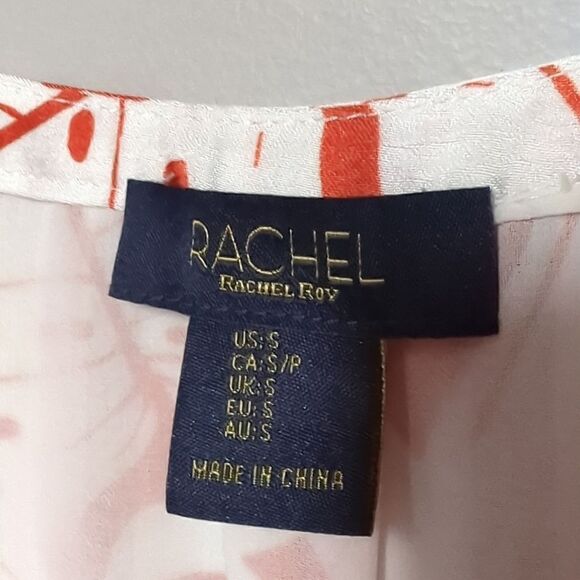 RACHEL
RACHEL ROY
US: S
CA: S/P
UK: S
EU: S
AU: S
MADE IN CHINA